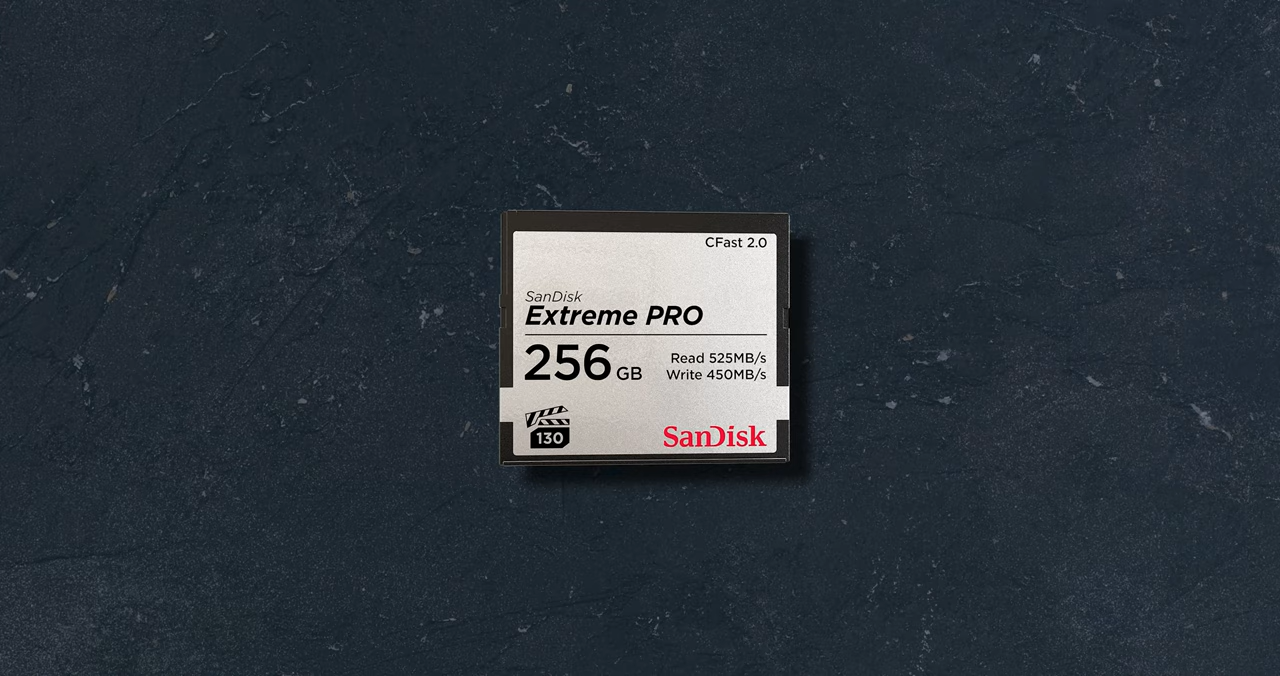 CFast 2.0
SanDisk
Extreme PRO
256 GB
Read 525MB/s
Write 450MB/s
130
SanDisk